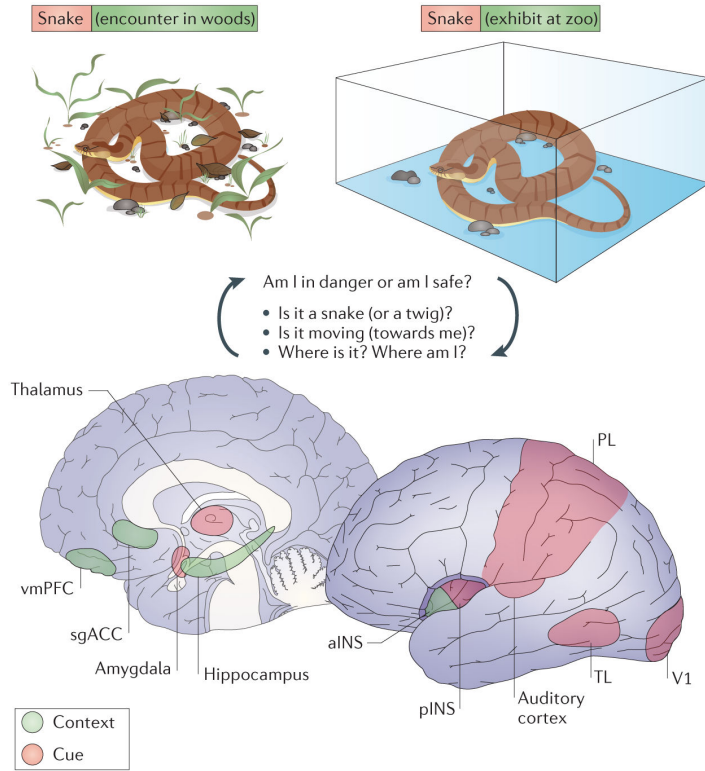 Snake (encounter in woods)
Snake (exhibit at zoo)
Am I in danger or am I safe?
• Is it a snake (or a twig)?
• Is it moving (towards me)?
• Where is it? Where am I?
Thalamus
PL
vmPFC
sgACC
Amygdala
Hippocampus
aINS
pINS
Auditory
cortex
TL
V1
Context
Cue